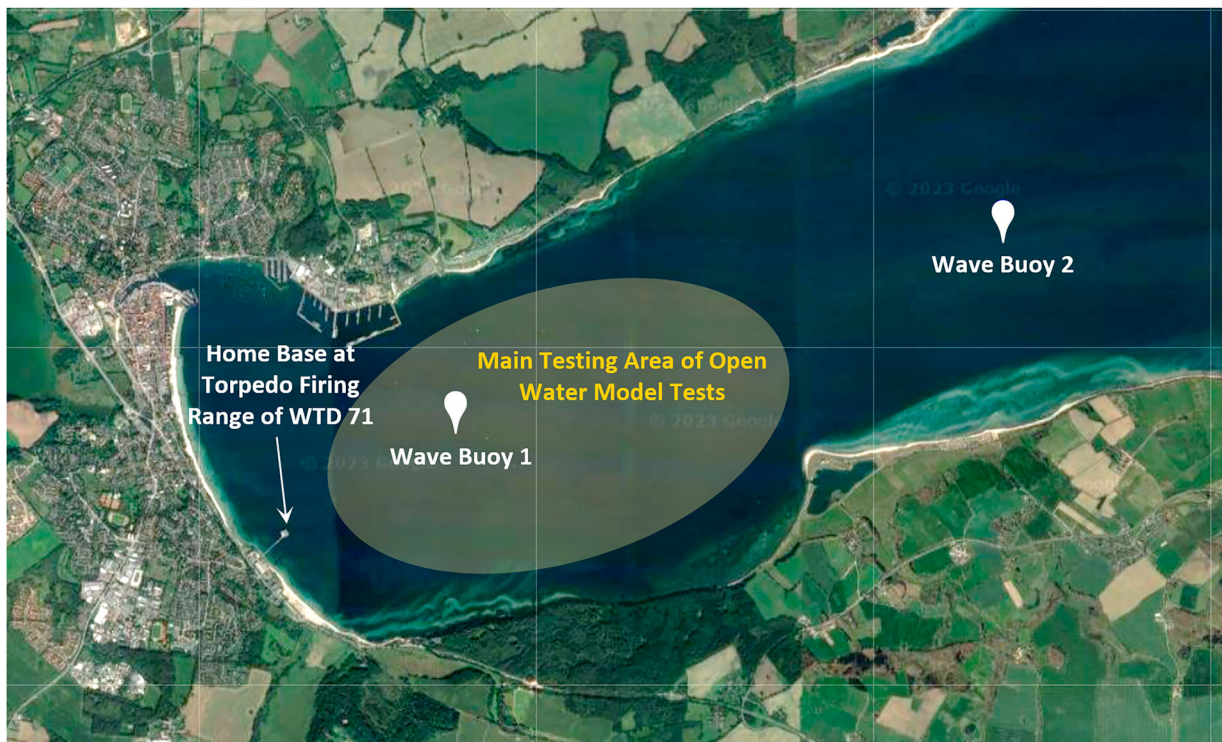 © 2023 Google
Wave Buoy 2
Home Base at
Torpedo Firing
Range of WTD 71
Main Testing Area of Open
Water Model Tests
© 2023 Google
Wave Buoy 1
© 2023